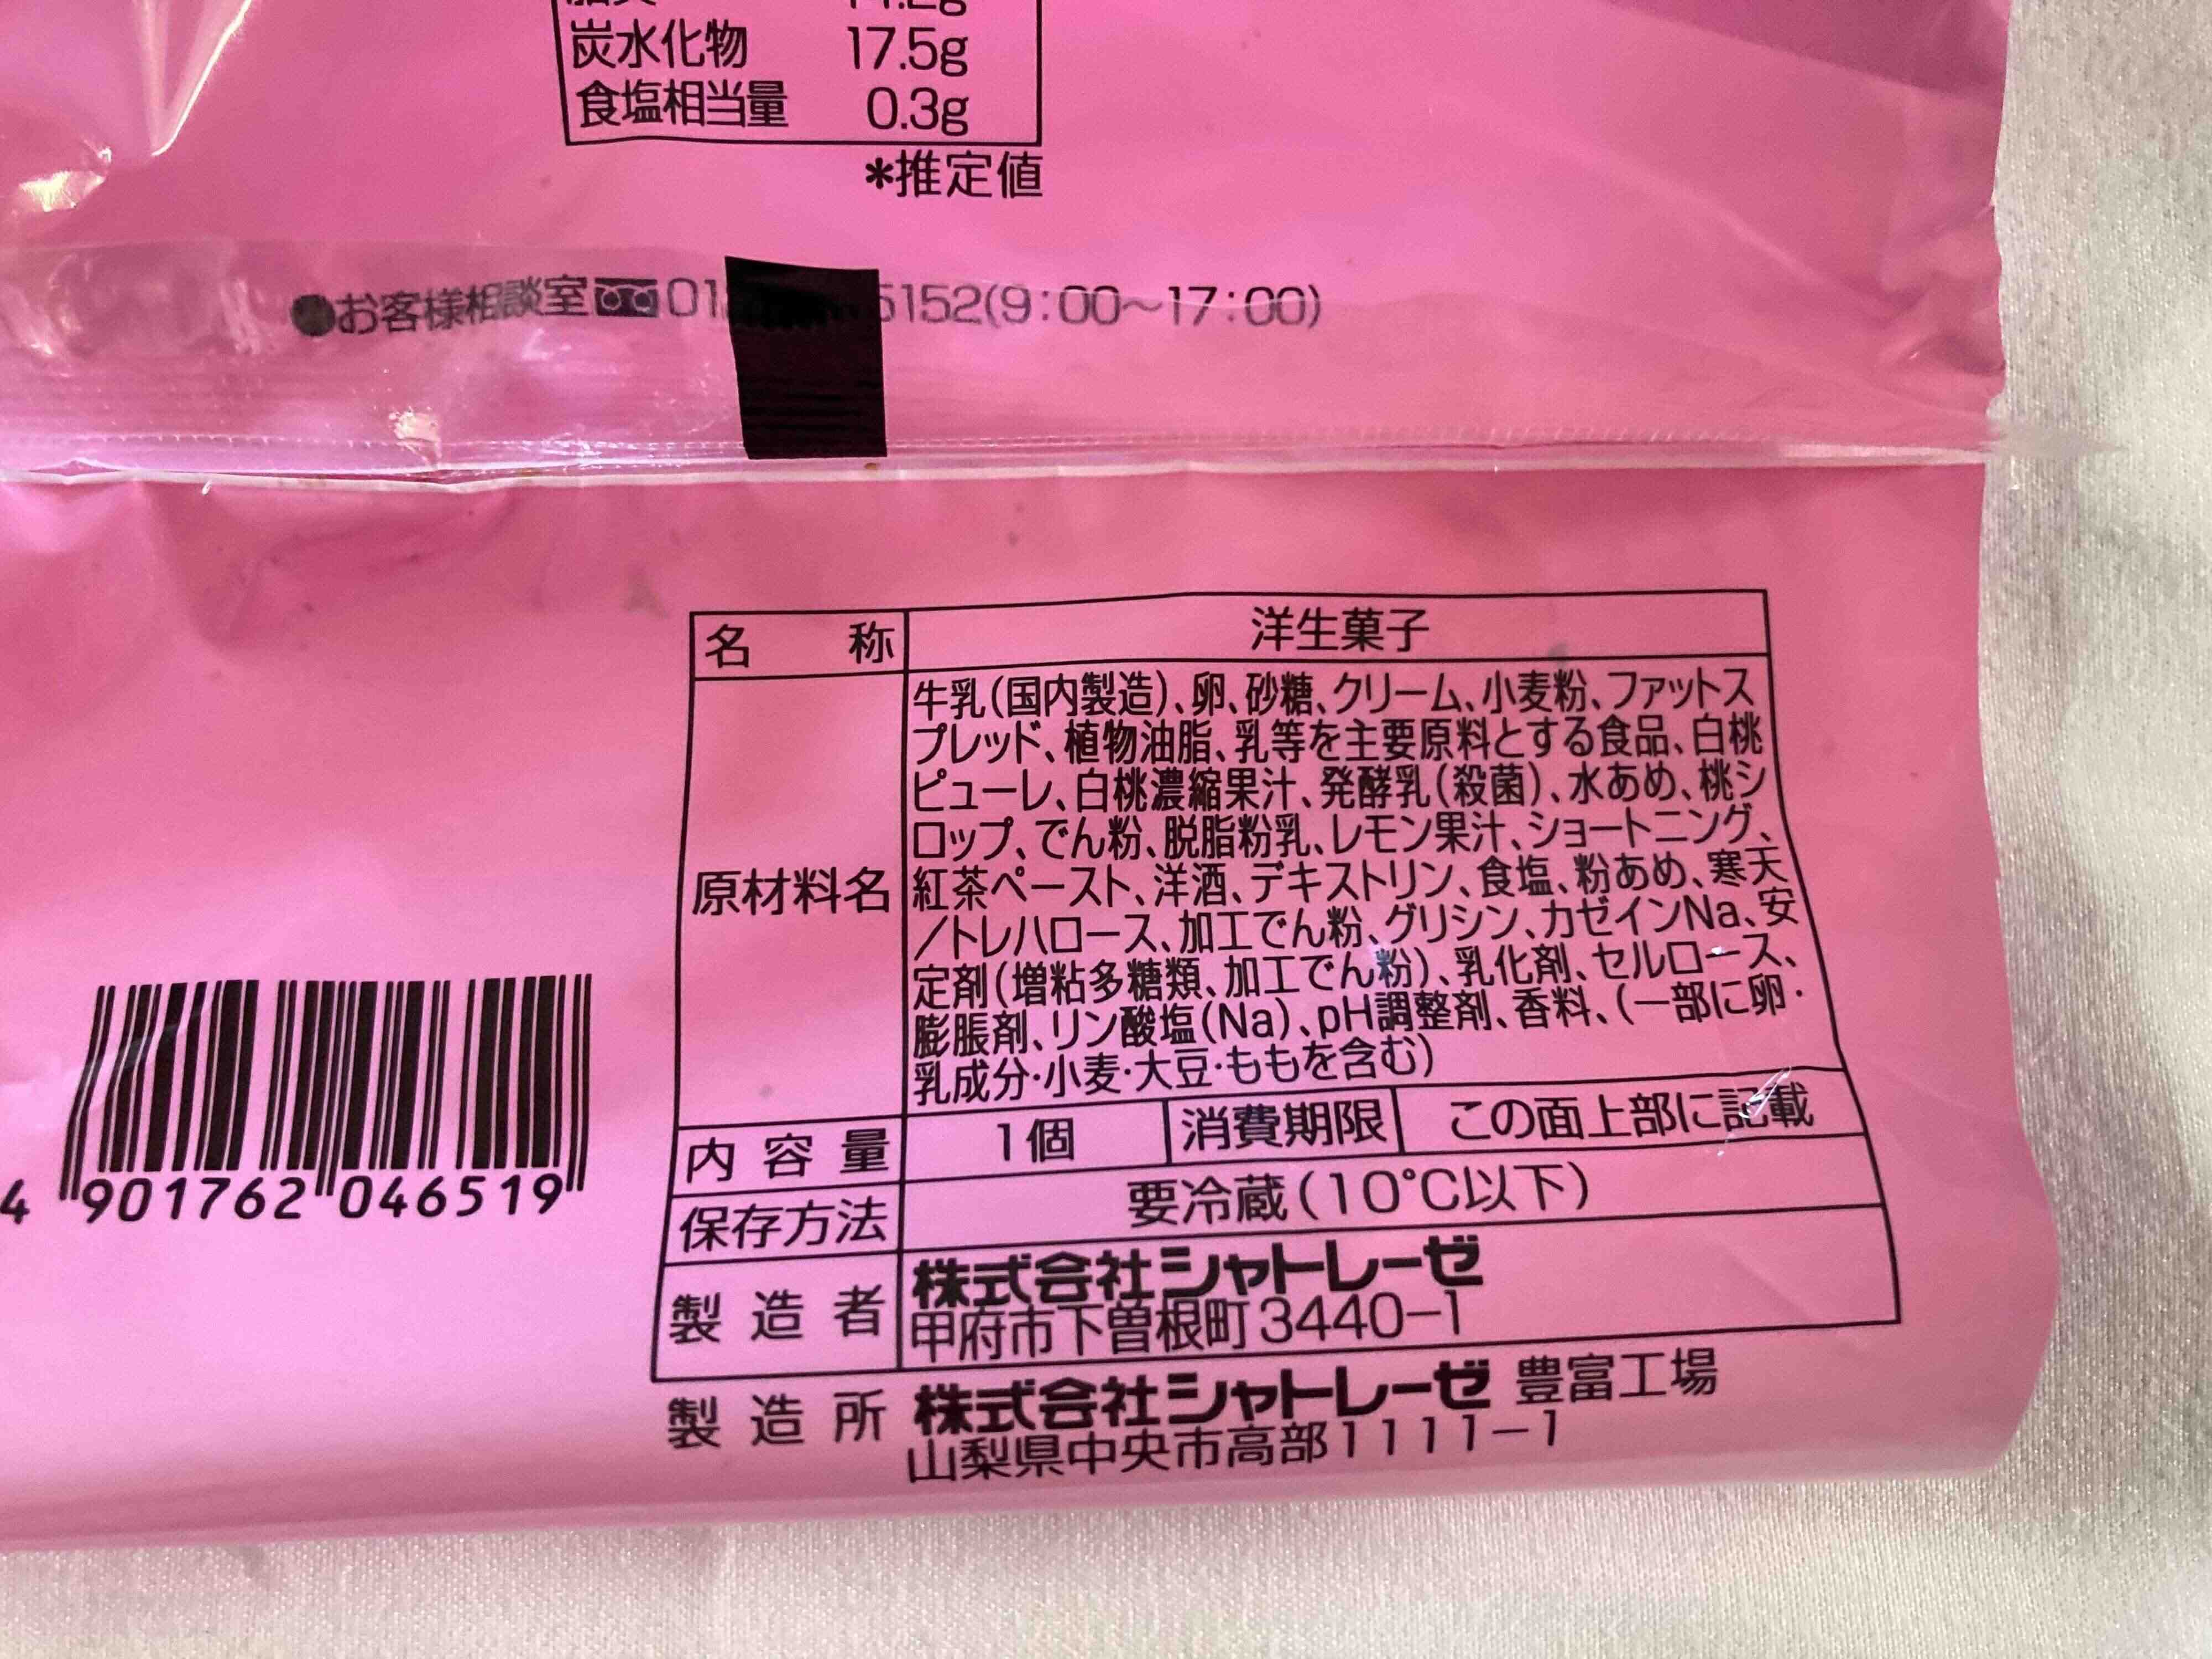 炭水化物 17.5g
食塩相当量 0.3g
*推定値
●お客様相談室 01 5152(9:00〜17:00)
名称 洋生菓子
原材料名 牛乳(国内製造)、卵、砂糖、クリーム、小麦粉、ファットス
プレッド、植物油脂、乳等を主要原料とする食品、白桃
ピューレ、白桃濃縮果汁、発酵乳(殺菌)、水あめ、桃シ
ロップ、でん粉、脱脂粉乳、レモン果汁、ショートニング、
紅茶ペースト、洋酒、デキストリン、食塩、粉あめ、寒天
/トレハロース、加工でん粉、グリシン、カゼインNa、安
定剤(増粘多糖類、加工でん粉)、乳化剤、セルロース、
膨脹剤、リン酸塩(Na)、pH調整剤、香料、(一部に卵・
乳成分・小麦・大豆・ももを含む)
内容量 1個 消費期限 この面上部に記載
保存方法 要冷蔵(10℃以下)
製造者 株式会社シャトレーゼ
甲府市下曽根町3440-1
製造所 株式会社シャトレーゼ 豊富工場
山梨県中央市高部1111-1
4 901762 046519